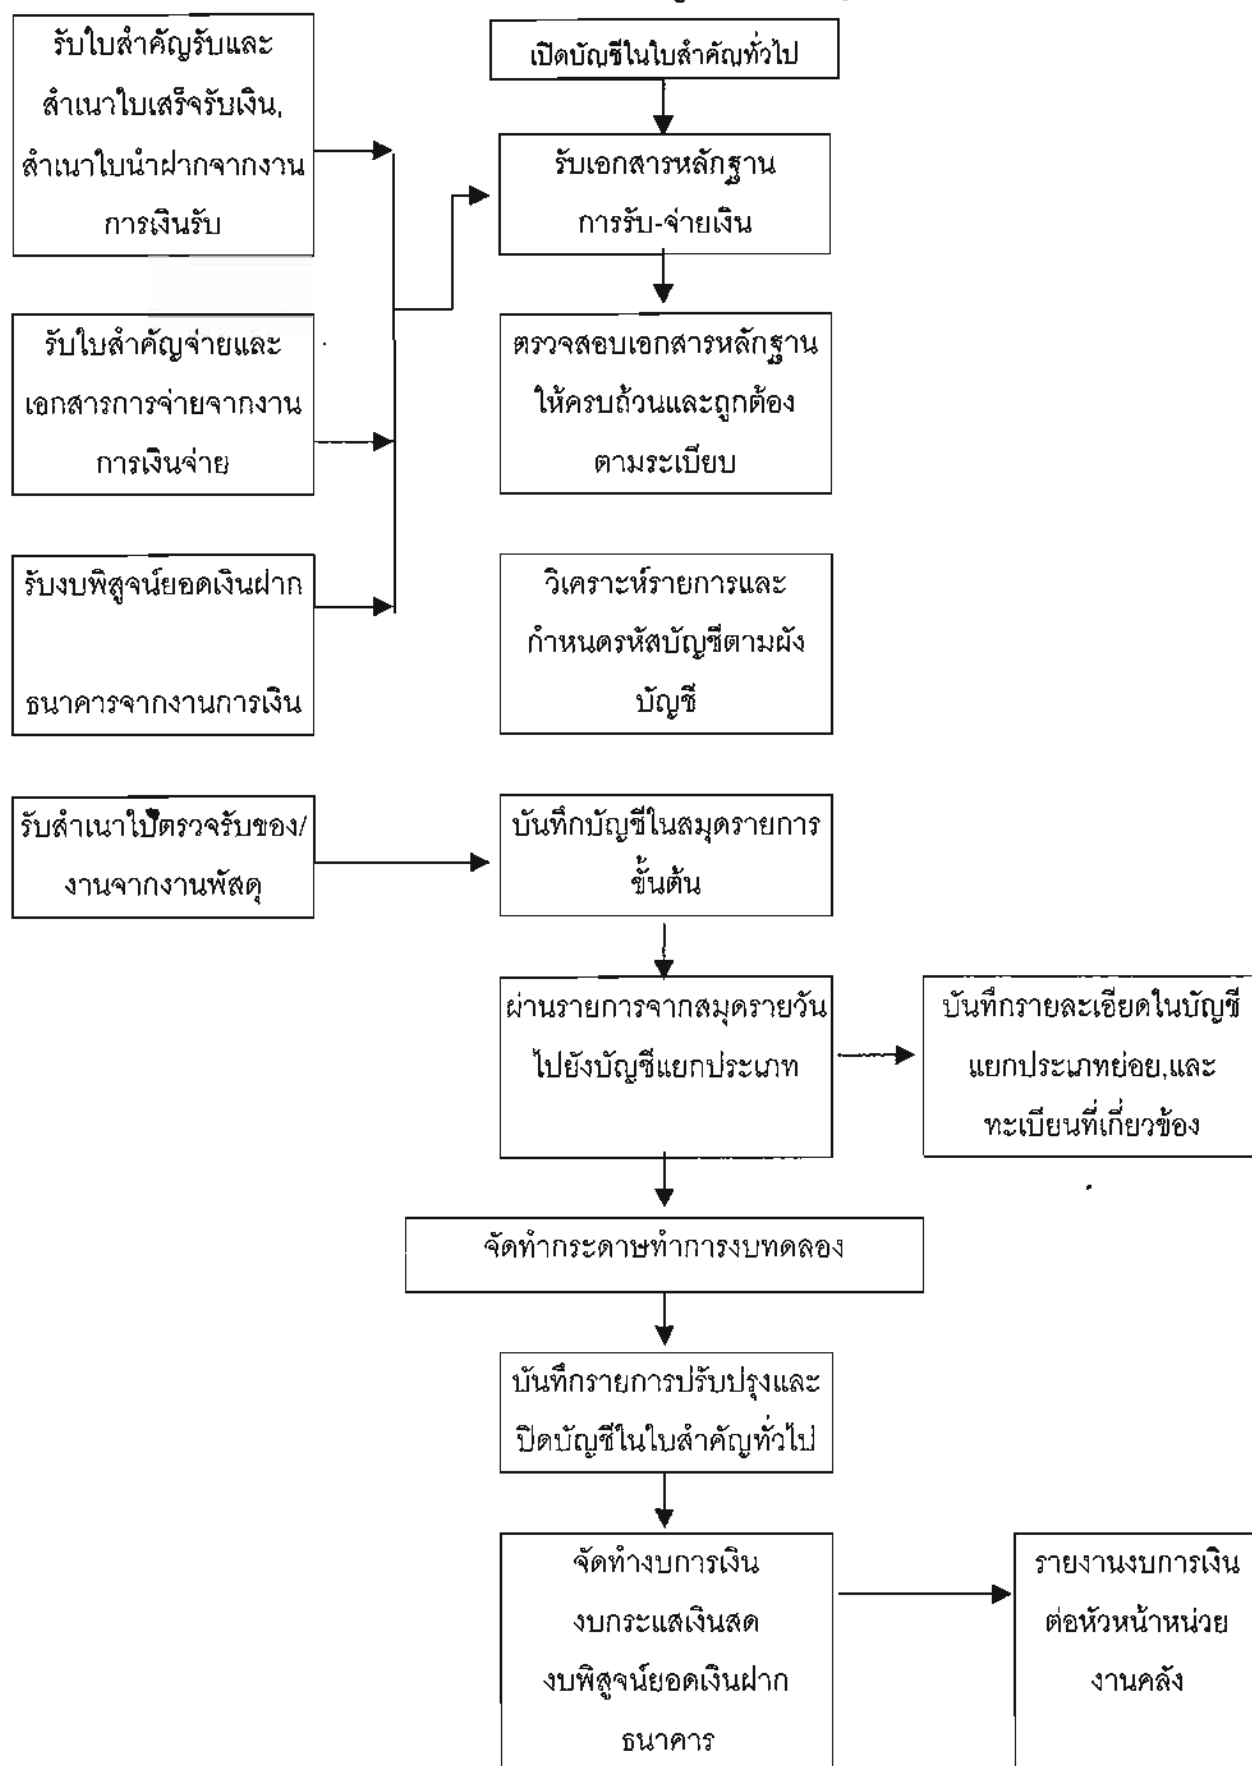 เปิดบัญชีในใบสำคัญทั่วไป
รับใบสำคัญรับและ
สำเนาใบเสร็จรับเงิน,
สำเนาใบนำฝากจากงาน
การเงินรับ
รับเอกสารหลักฐาน
การรับ-จ่ายเงิน
รับใบสำคัญจ่ายและ
เอกสารการจ่ายจากงาน
การเงินจ่าย
ตรวจสอบเอกสารหลักฐาน
ให้ครบถ้วนและถูกต้อง
ตามระเบียบ
รับงบพิสูจน์ยอดเงินฝาก
ธนาคารจากงานการเงิน
วิเคราะห์รายการและ
กำหนดรหัสบัญชีตามผัง
บัญชี
รับสำเนาใบตรวจรับของ/
งานจากงานพัสดุ
บันทึกบัญชีในสมุดรายการ
ขั้นต้น
ผ่านรายการจากสมุดรายวัน
ไปยังบัญชีแยกประเภท
บันทึกรายละเอียดในบัญชี
แยกประเภทย่อย,และ
ทะเบียนที่เกี่ยวข้อง
จัดทำกระดาษทำการงบทดลอง
บันทึกรายการปรับปรุงและ
ปิดบัญชีในใบสำคัญทั่วไป
จัดทำงบการเงิน
งบกระแสเงินสด
งบพิสูจน์ยอดเงินฝาก
ธนาคาร
รายงานงบการเงิน
ต่อหัวหน้าหน่วย
งานคลัง